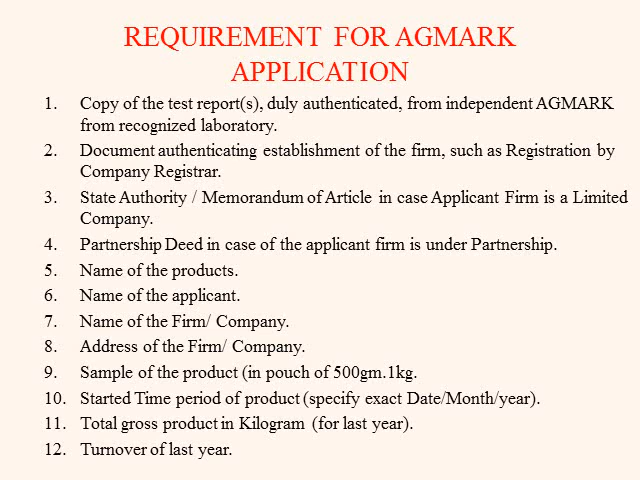 REQUIREMENT FOR AGMARK
APPLICATION
1. Copy of the test report(s), duly authenticated, from independent AGMARK
from recognized laboratory.
2. Document authenticating establishment of the firm, such as Registration by
Company Registrar.
3. State Authority / Memorandum of Article in case Applicant Firm is a Limited
Company.
4. Partnership Deed in case of the applicant firm is under Partnership.
5. Name of the products.
6. Name of the applicant.
7. Name of the Firm/ Company.
8. Address of the Firm/ Company.
9. Sample of the product (in pouch of 500gm.1kg.
10. Started Time period of product (specify exact Date/Month/year).
11. Total gross product in Kilogram (for last year).
12. Turnover of last year.